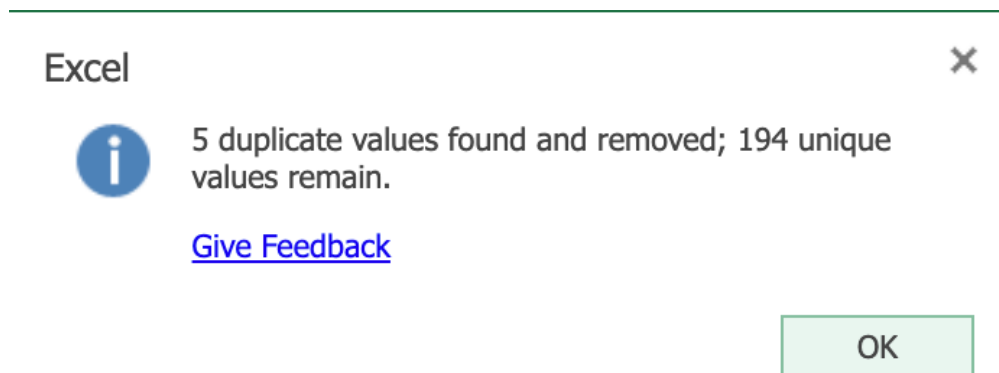 Excel
5 duplicate values found and removed; 194 unique
values remain.
Give Feedback
OK